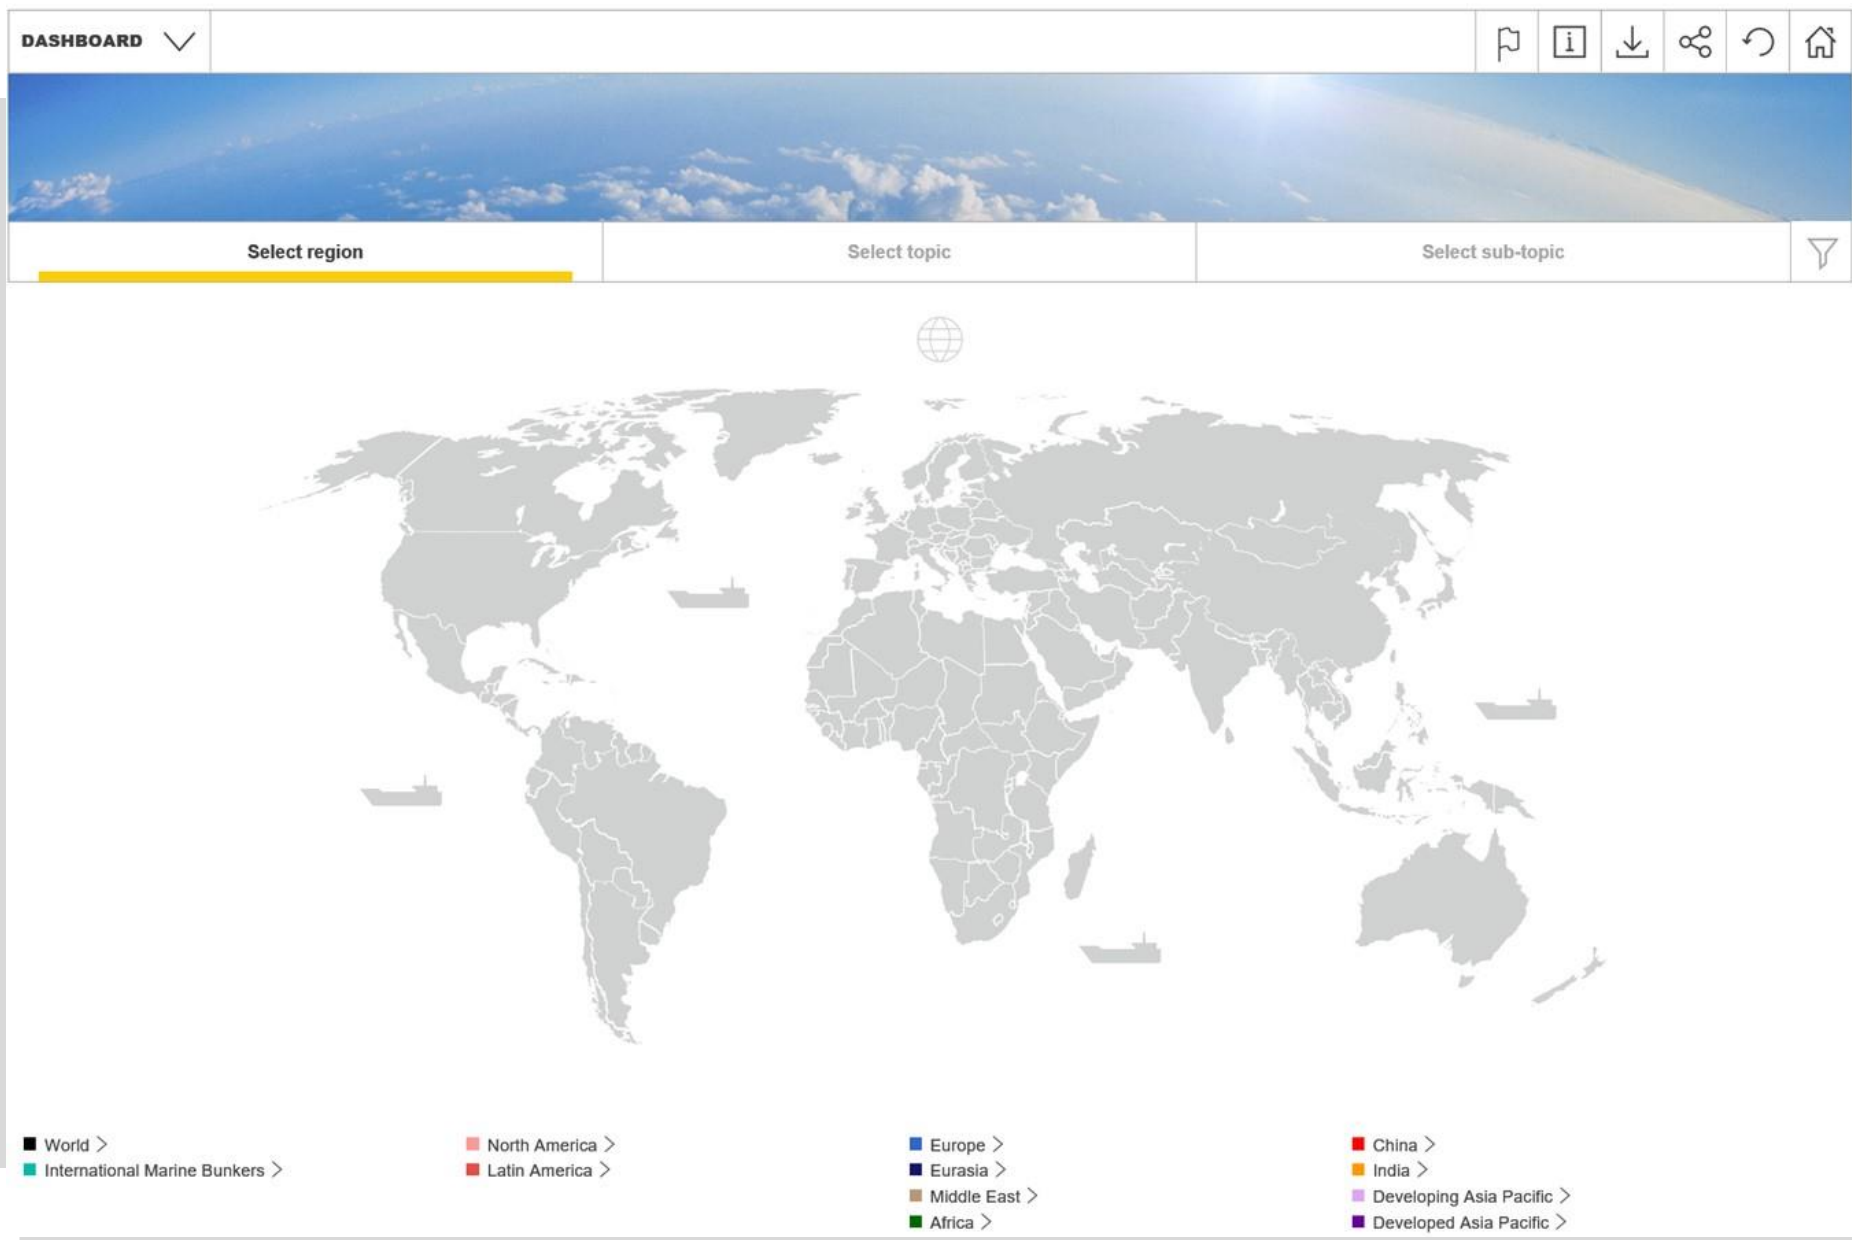 DASHBOARD
Select region
Select topic
Select sub-topic
World
International Marine Bunkers
North America
Latin America
Europe
Eurasia
Middle East
Africa
China
India
Developing Asia Pacific
Developed Asia Pacific